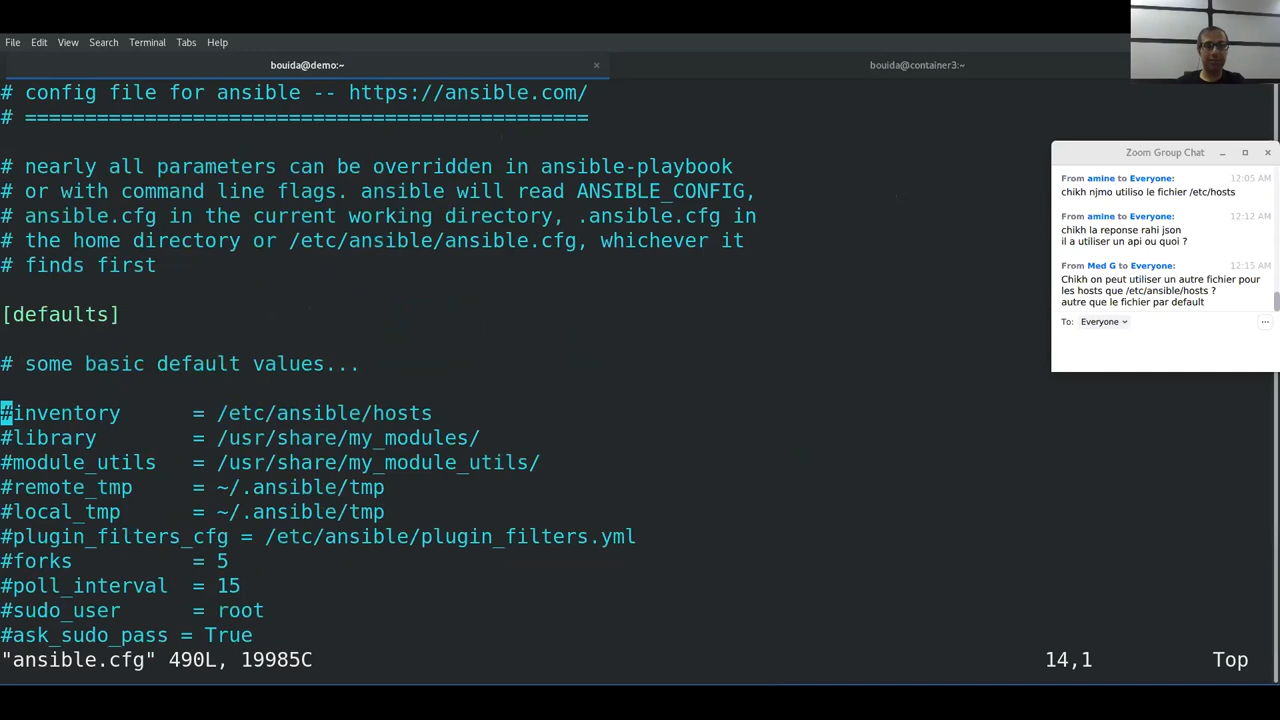 File Edit View Search Terminal Tabs Help
bouida@demo:~ × bouida@container3:~
# config file for ansible -- https://ansible.com/
# ===============================================
# nearly all parameters can be overridden in ansible-playbook
# or with command line flags. ansible will read ANSIBLE_CONFIG,
# ansible.cfg in the current working directory, .ansible.cfg in
# the home directory or /etc/ansible/ansible.cfg, whichever it
# finds first
[defaults]
# some basic default values...
#inventory      = /etc/ansible/hosts
#library        = /usr/share/my_modules/
#module_utils   = /usr/share/my_module_utils/
#remote_tmp     = ~/.ansible/tmp
#local_tmp      = ~/.ansible/tmp
#plugin_filters_cfg = /etc/ansible/plugin_filters.yml
#forks          = 5
#poll_interval  = 15
#sudo_user      = root
#ask_sudo_pass = True
"ansible.cfg" 490L, 19985C 14,1 Top
Zoom Group Chat
From amine to Everyone: 12:05 AM
chikh njmo utiliso le fichier /etc/hosts
From amine to Everyone: 12:12 AM
chikh la reponse rahi json
il a utiliser un api ou quoi ?
From Med G to Everyone: 12:15 AM
Chikh on peut utiliser un autre fichier pour
les hosts que /etc/ansible/hosts ?
autre que le fichier par default
To: Everyone